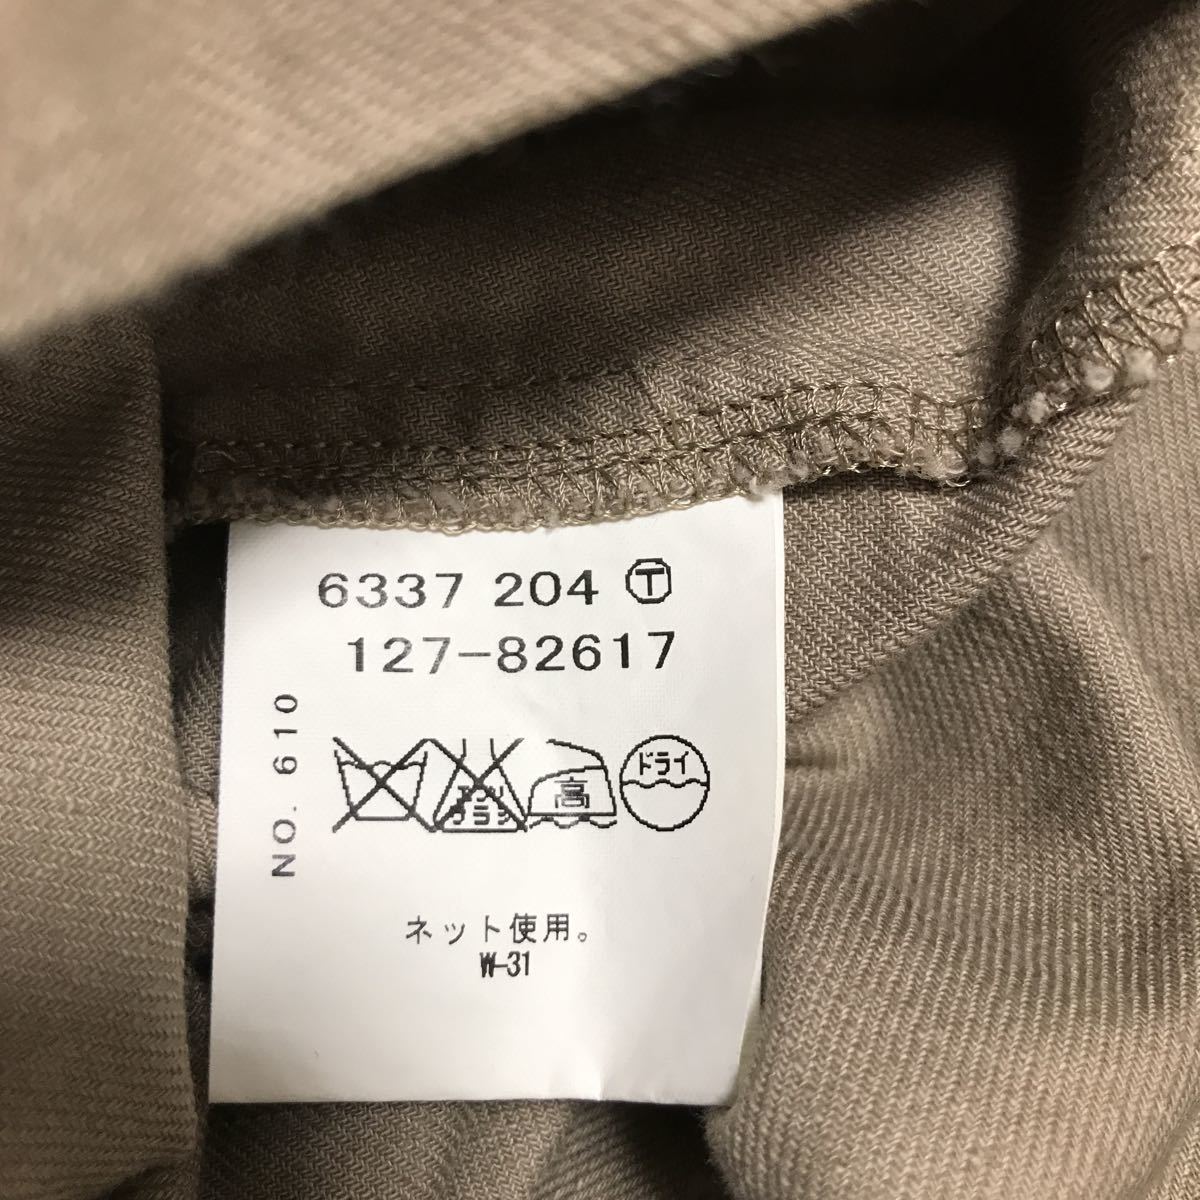 6337 204 Ⓣ
127-82617
NO. 610
エンソ
サラシ
高
ドライ
ネット使用。
W-31